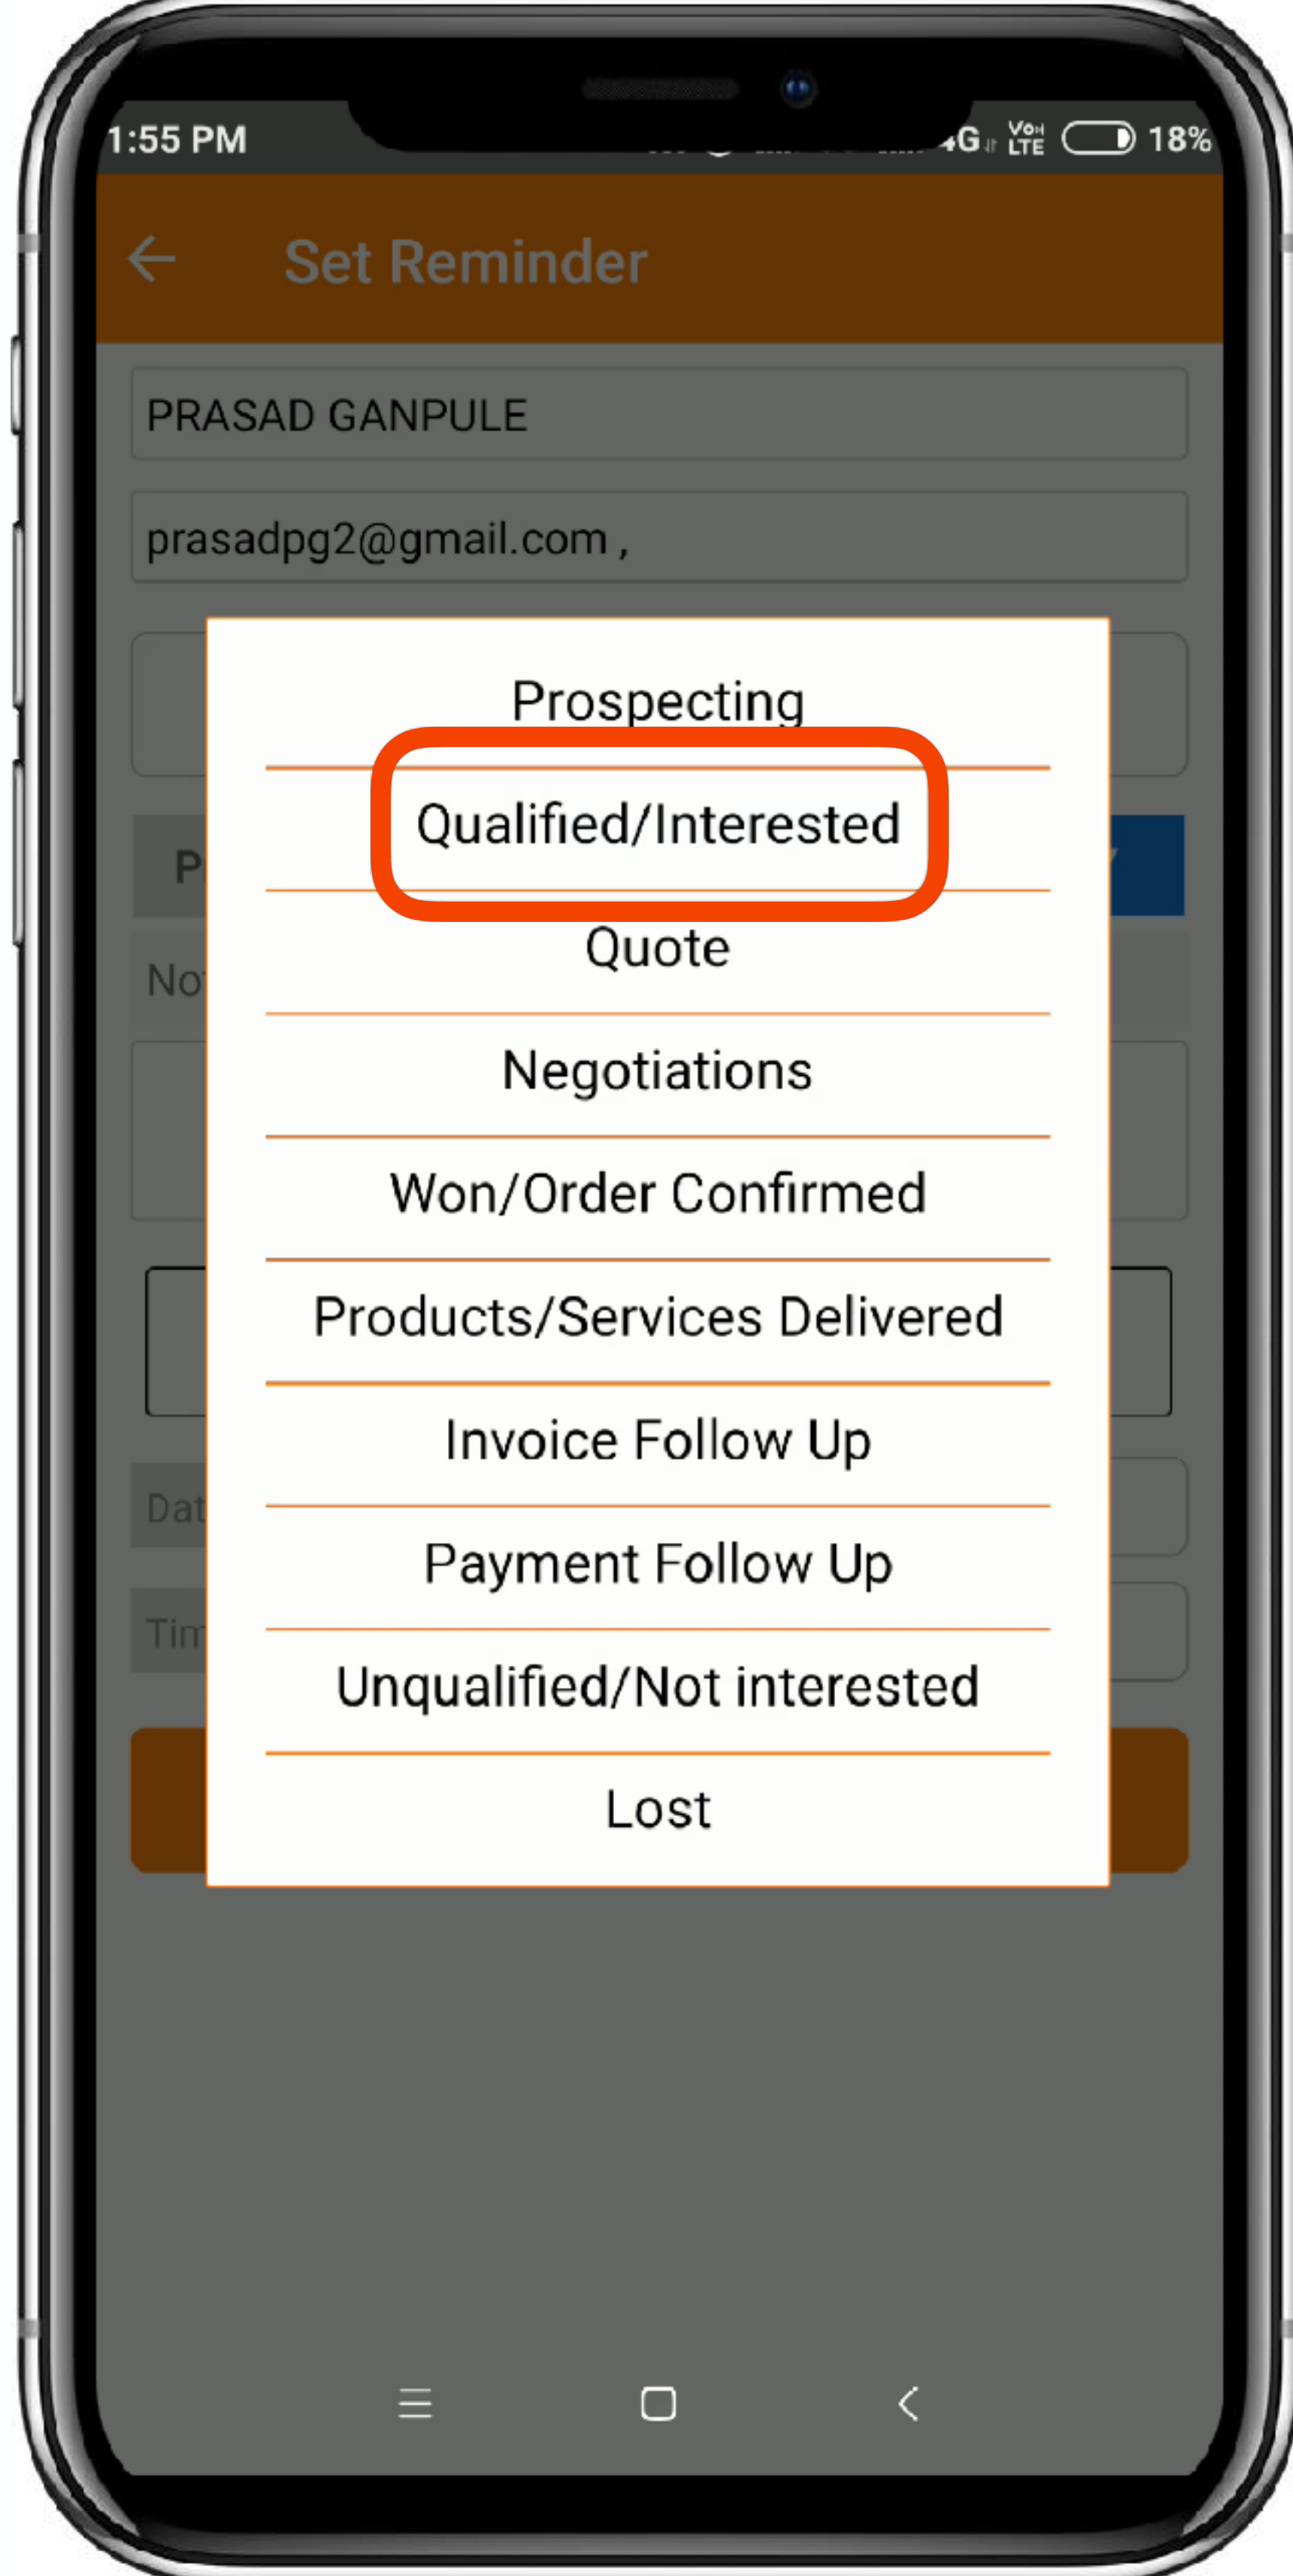 1:55 PM
4G VoLTE 18%
Set Reminder
PRASAD GANPULE
prasadpg2@gmail.com ,
Prospecting
Qualified/Interested
Quote
Negotiations
Won/Order Confirmed
Products/Services Delivered
Invoice Follow Up
Payment Follow Up
Unqualified/Not interested
Lost